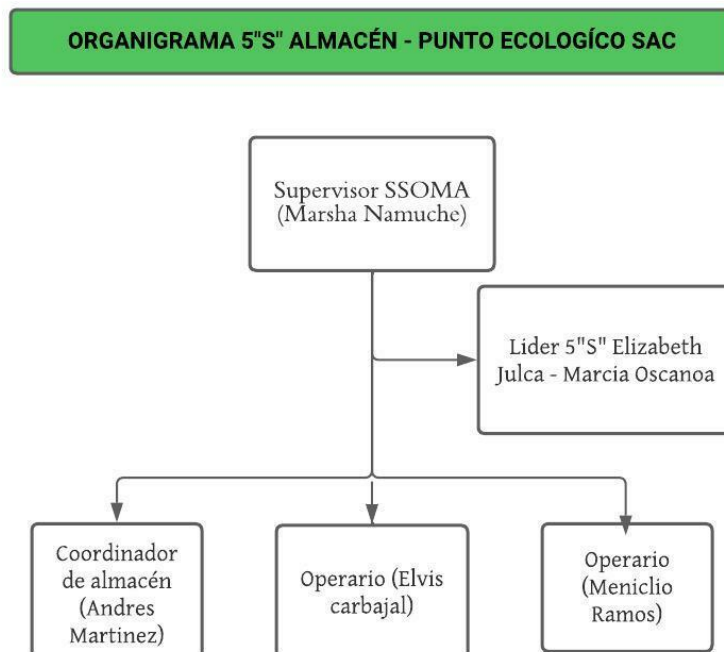 ORGANIGRAMA 5"S" ALMACÉN - PUNTO ECOLOGÍCO SAC
Supervisor SSOMA
(Marsha Namuche)
Lider 5"S" Elizabeth
Julca - Marcia Oscanoa
Coordinador
de almacén
(Andres
Martinez)
Operario (Elvis
carbajal)
Operario
(Meniclio
Ramos)